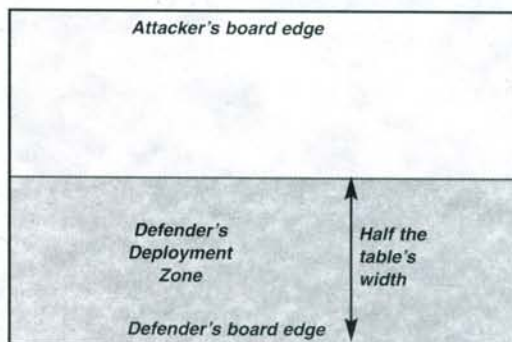 Attacker's board edge
Defender's
Deployment
Zone
Half the
table's
width
Defender's board edge